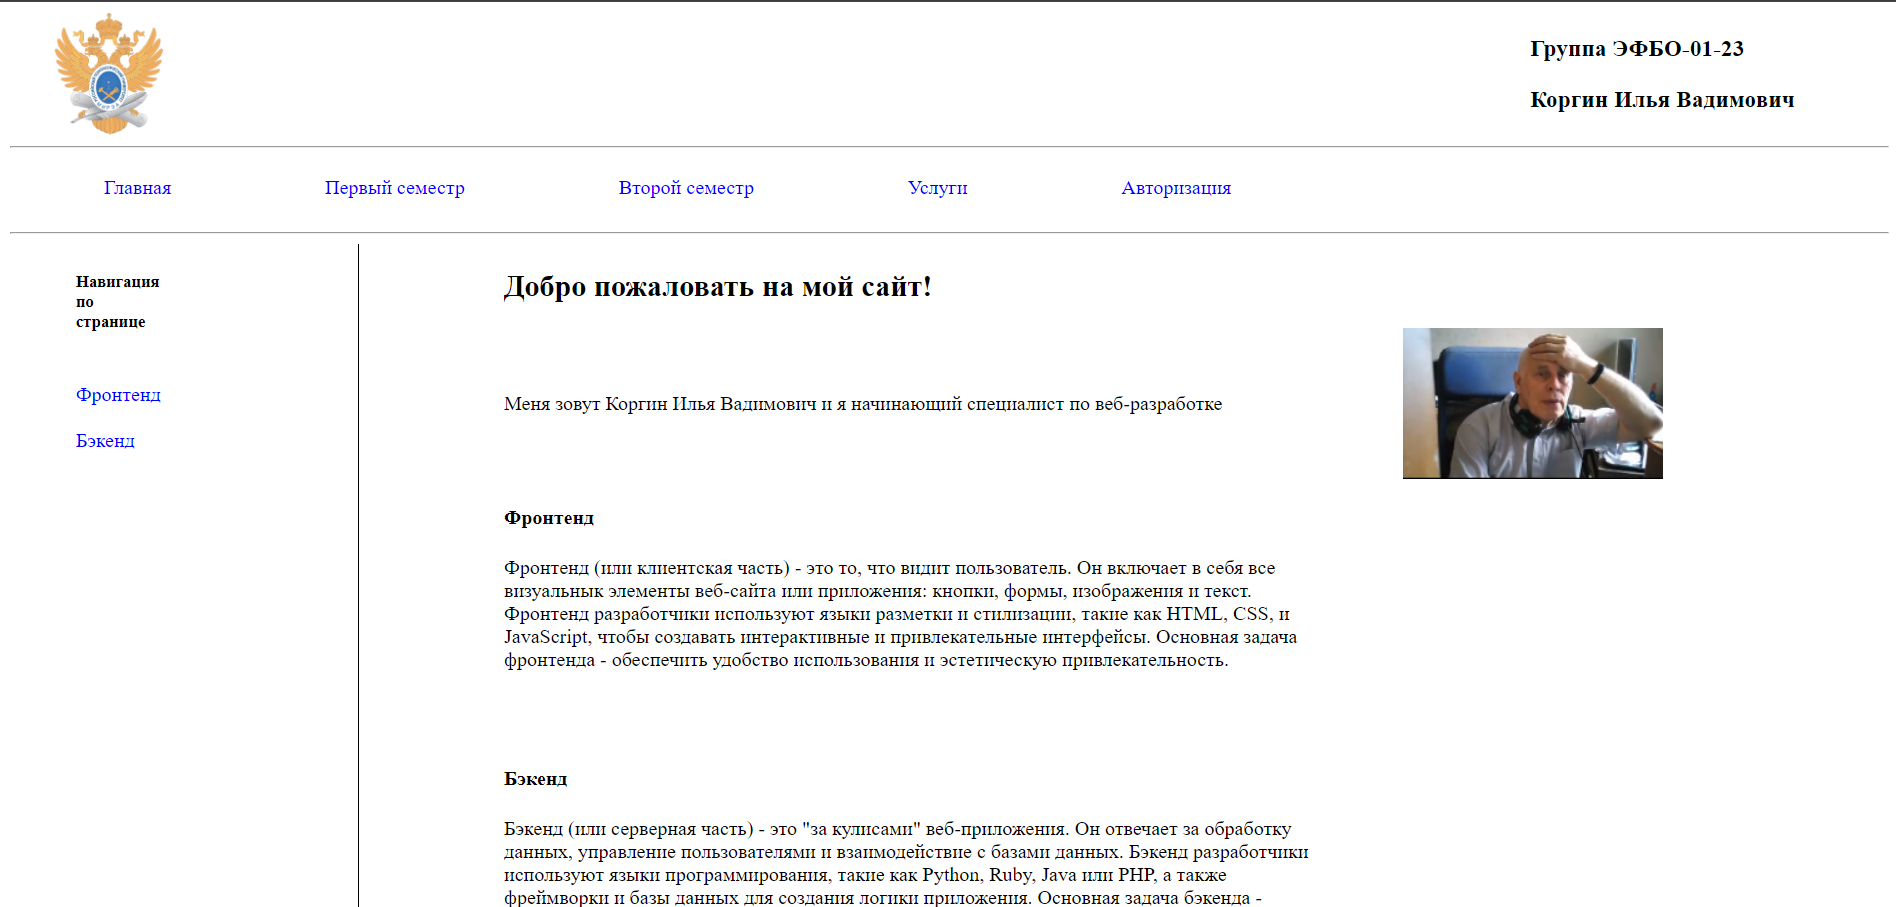 Группа ЭФБО-01-23
Коргин Илья Вадимович
Главная
Первый семестр
Второй семестр
Услуги
Авторизация
Навигация
по
странице
Фронтенд
Бэкенд
Добро пожаловать на мой сайт!
Меня зовут Коргин Илья Вадимович и я начинающий специалист по веб-разработке
Фронтенд
Фронтенд (или клиентская часть) - это то, что видит пользователь. Он включает в себя все
визуальнык элементы веб-сайта или приложения: кнопки, формы, изображения и текст.
Фронтенд разработчики используют языки разметки и стилизации, такие как HTML, CSS, и
JavaScript, чтобы создавать интерактивные и привлекательные интерфейсы. Основная задача
фронтенда - обеспечить удобство использования и эстетическую привлекательность.
Бэкенд
Бэкенд (или серверная часть) - это "за кулисами" веб-приложения. Он отвечает за обработку
данных, управление пользователями и взаимодействие с базами данных. Бэкенд разработчики
используют языки программирования, такие как Python, Ruby, Java или PHP, а также
фреймворки и базы данных для создания логики приложения. Основная задача бэкенда -